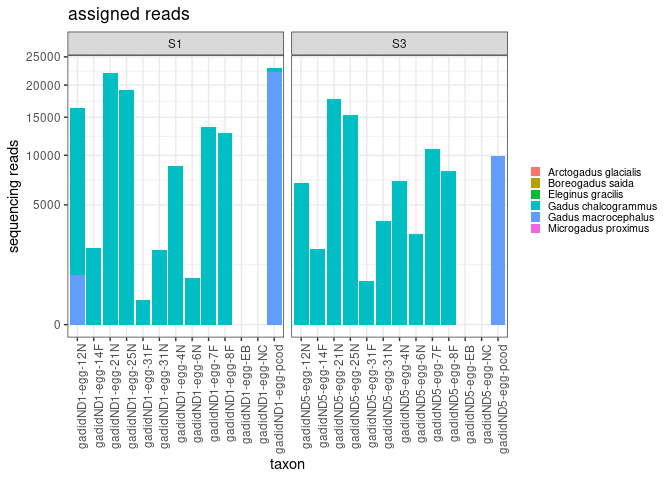 assigned reads
S1
S3
25000
20000
15000
10000
5000
0
sequencing reads
gadidND1-egg-12N
gadidND1-egg-14F
gadidND1-egg-21N
gadidND1-egg-25N
gadidND1-egg-31F
gadidND1-egg-31N
gadidND1-egg-4N
gadidND1-egg-6N
gadidND1-egg-7F
gadidND1-egg-8F
gadidND1-egg-EB
gadidND1-egg-NC
gadidND1-egg-pcod
gadidND5-egg-12N
gadidND5-egg-14F
gadidND5-egg-21N
gadidND5-egg-25N
gadidND5-egg-31F
gadidND5-egg-31N
gadidND5-egg-4N
gadidND5-egg-6N
gadidND5-egg-7F
gadidND5-egg-8F
gadidND5-egg-EB
gadidND5-egg-NC
gadidND5-egg-pcod
taxon
Arctogadus glacialis
Boreogadus saida
Eleginus gracilis
Gadus chalcogrammus
Gadus macrocephalus
Microgadus proximus